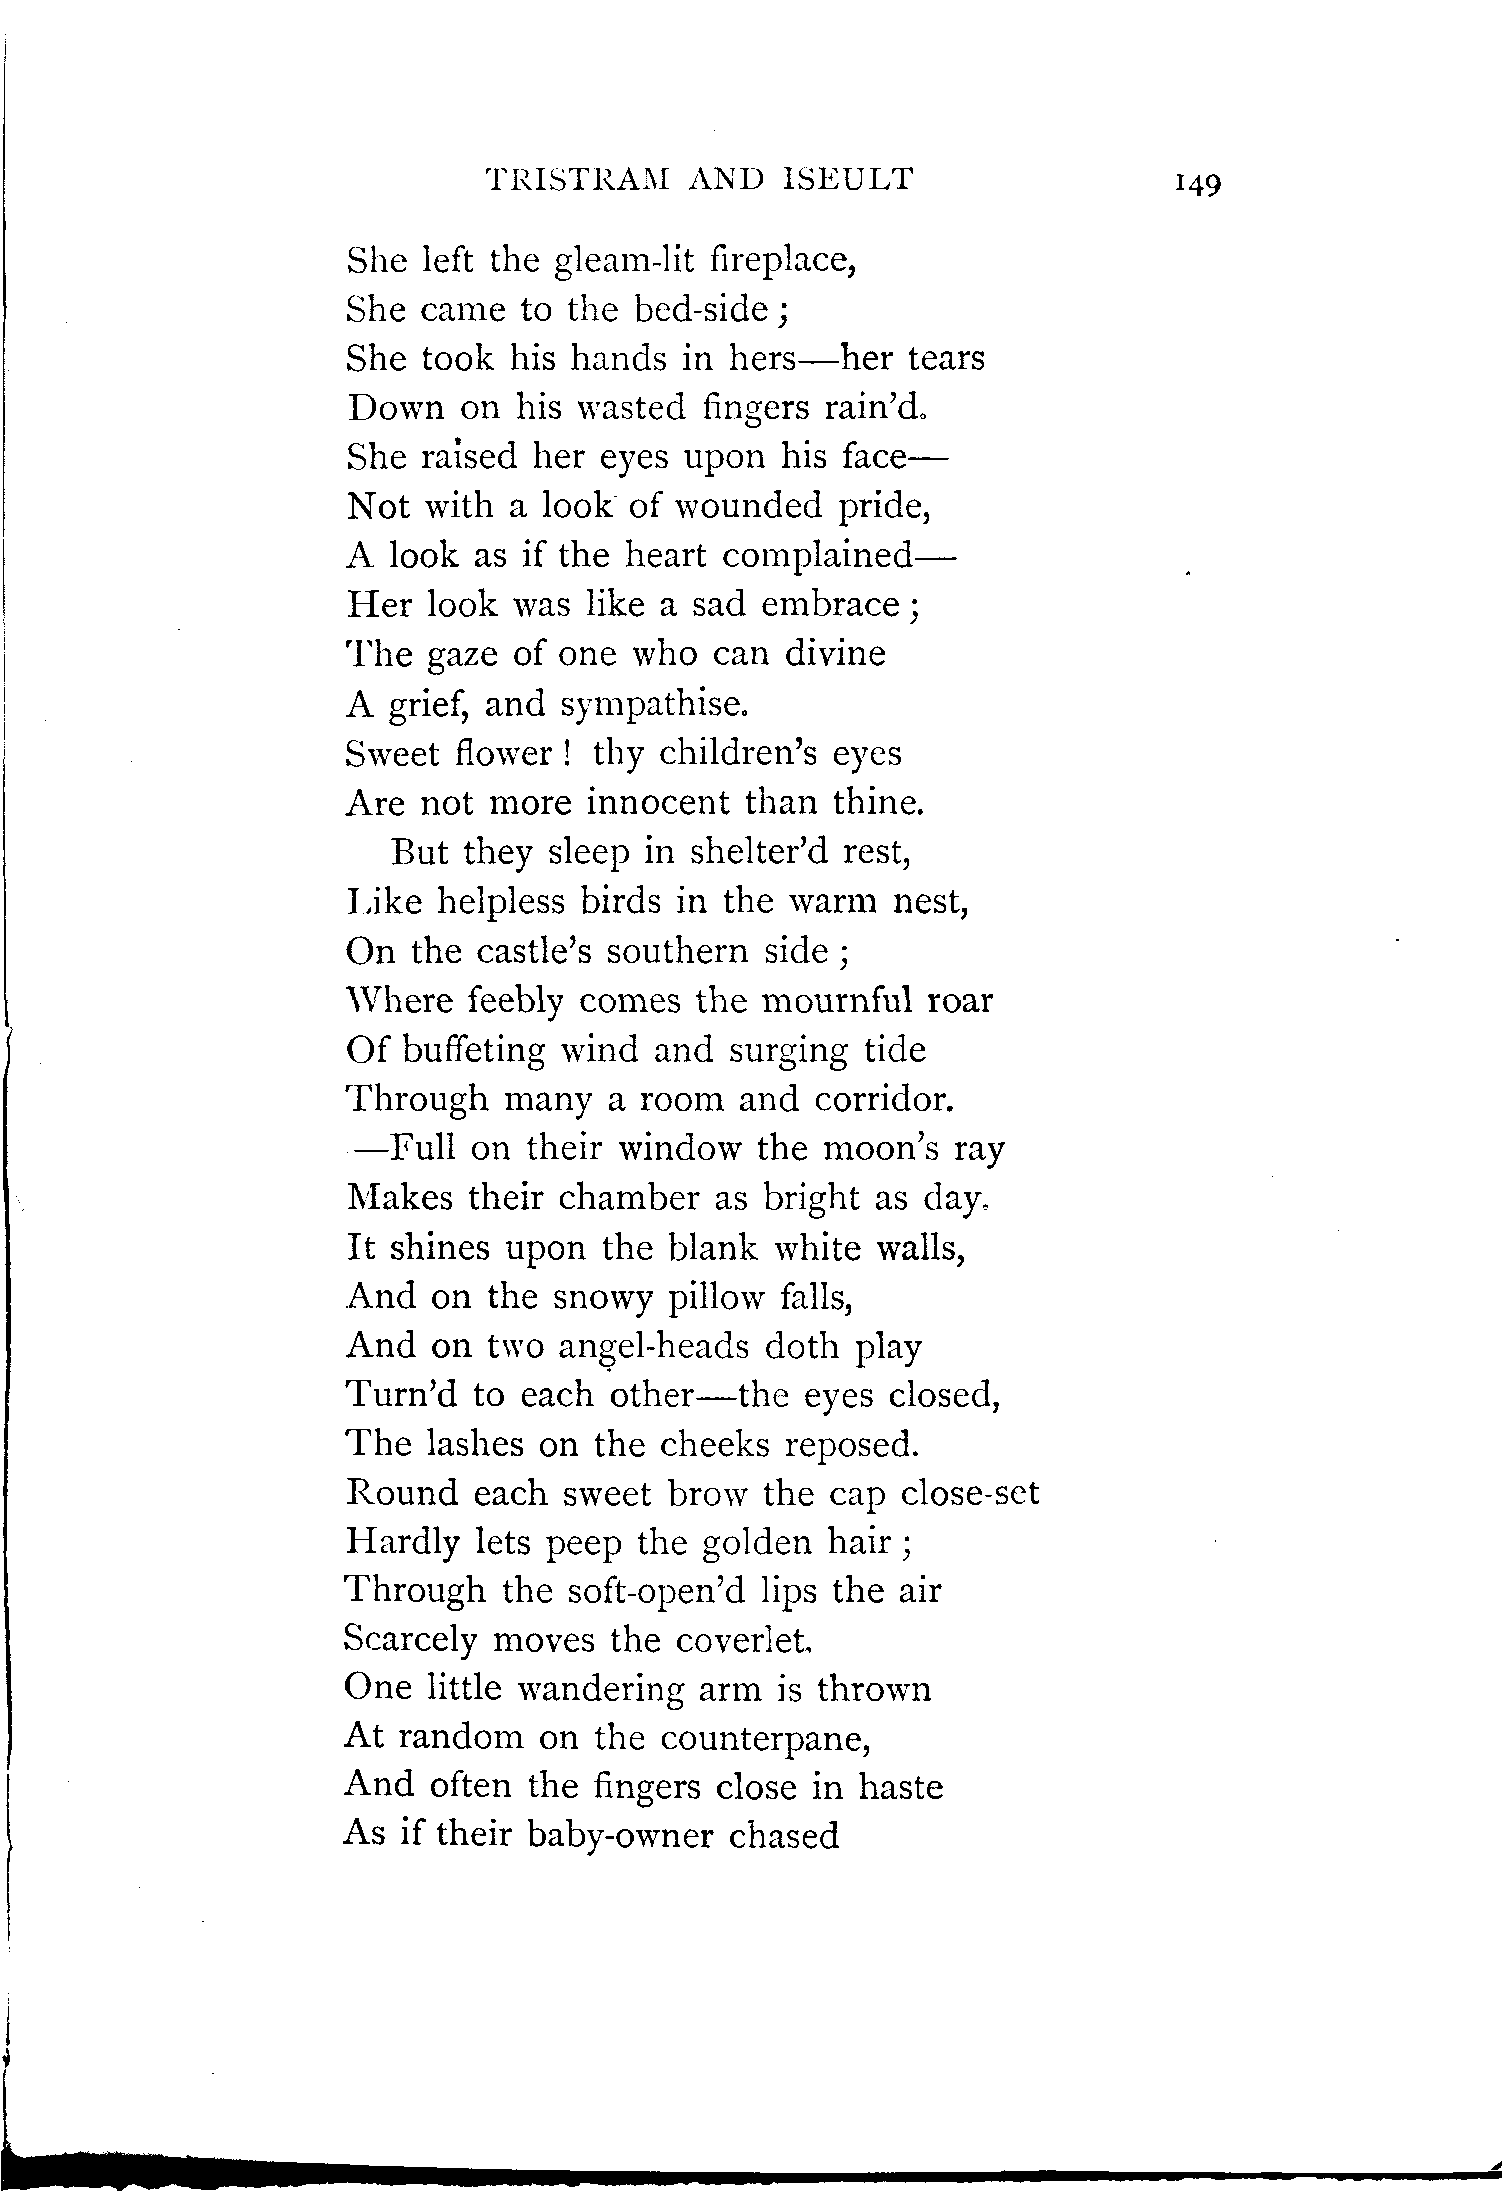 TRISTRAM AND ISEULT 149
She left the gleam-lit fireplace,
She came to the bed-side ;
She took his hands in hers—her tears
Down on his wasted fingers rain'd.
She raised her eyes upon his face—
Not with a look of wounded pride,
A look as if the heart complained—
Her look was like a sad embrace ;
The gaze of one who can divine
A grief, and sympathise.
Sweet flower ! thy children's eyes
Are not more innocent than thine.
But they sleep in shelter'd rest,
Like helpless birds in the warm nest,
On the castle's southern side ;
Where feebly comes the mournful roar
Of buffeting wind and surging tide
Through many a room and corridor.
—Full on their window the moon's ray
Makes their chamber as bright as day.
It shines upon the blank white walls,
And on the snowy pillow falls,
And on two angel-heads doth play
Turn'd to each other—the eyes closed,
The lashes on the cheeks reposed.
Round each sweet brow the cap close-set
Hardly lets peep the golden hair ;
Through the soft-open'd lips the air
Scarcely moves the coverlet.
One little wandering arm is thrown
At random on the counterpane,
And often the fingers close in haste
As if their baby-owner chased